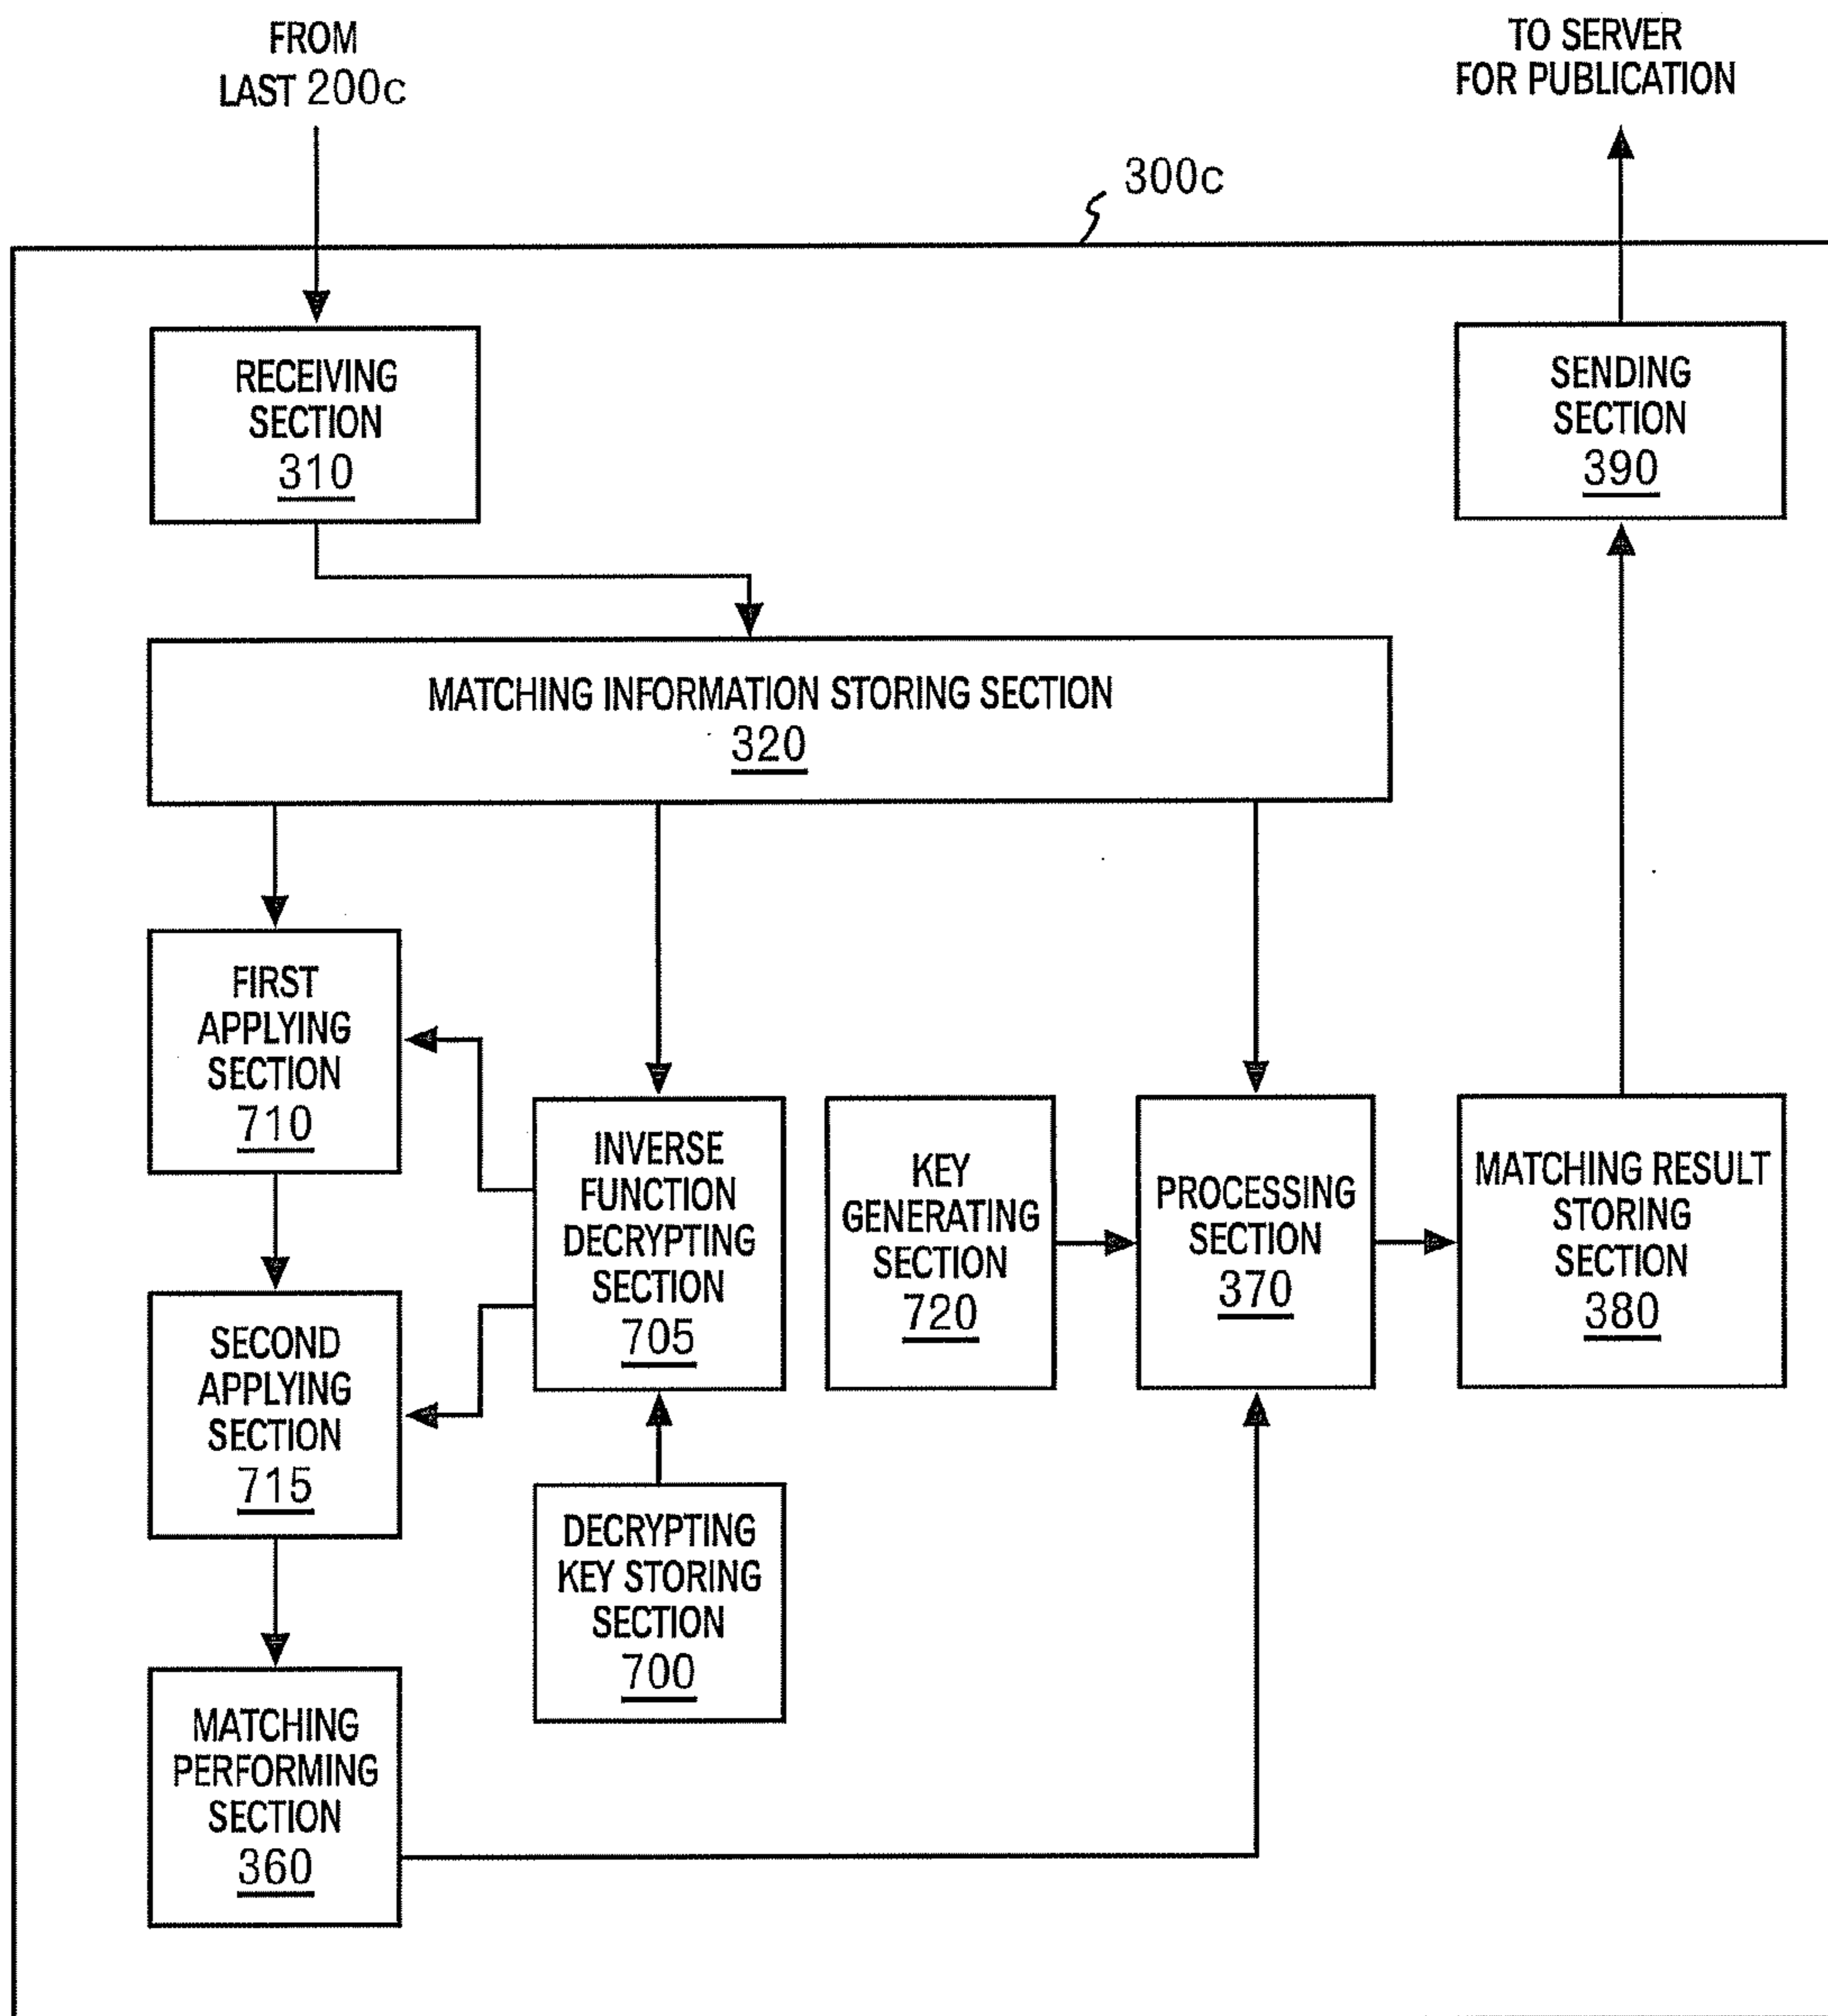 FROM
LAST 200c
TO SERVER
FOR PUBLICATION
300c
RECEIVING
SECTION
310
SENDING
SECTION
390
MATCHING INFORMATION STORING SECTION
320
FIRST
APPLYING
SECTION
710
INVERSE
FUNCTION
DECRYPTING
SECTION
705
KEY
GENERATING
SECTION
720
PROCESSING
SECTION
370
MATCHING RESULT
STORING
SECTION
380
SECOND
APPLYING
SECTION
715
DECRYPTING
KEY STORING
SECTION
700
MATCHING
PERFORMING
SECTION
360